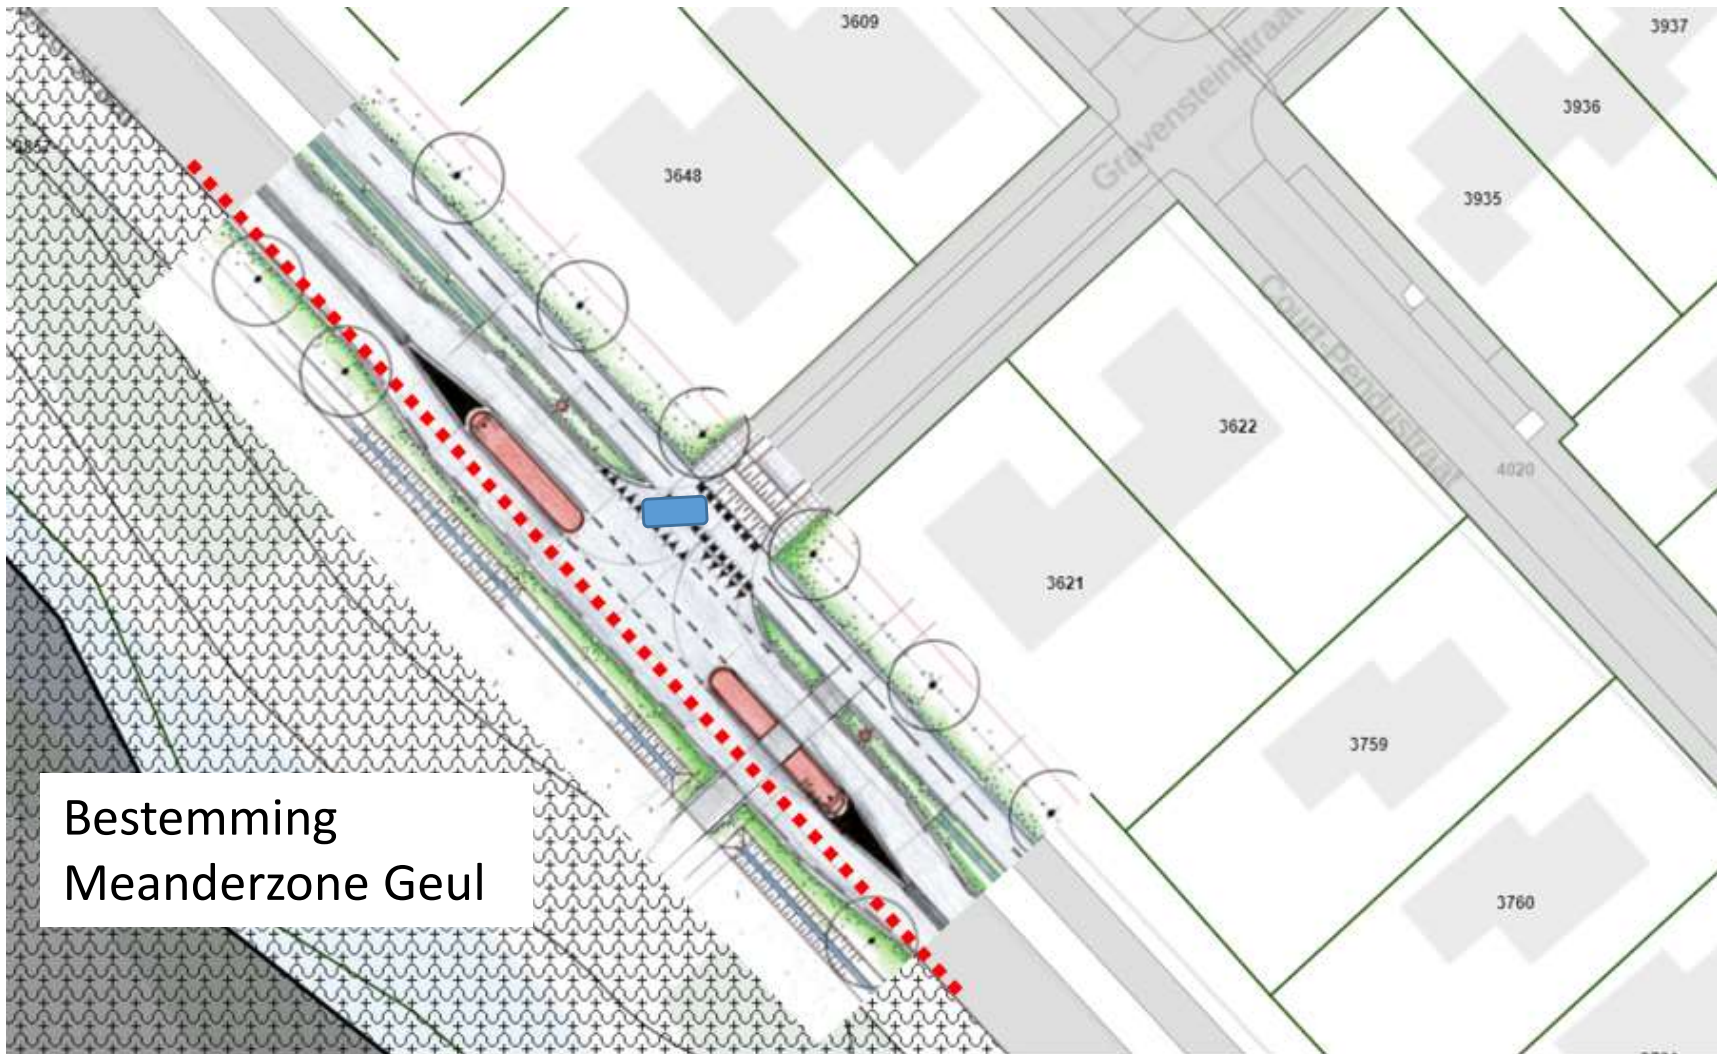 3609
3937
3936
Gravensteinstraat
3648
3935
Court-Pendustraat
3622
4020
3621
3759
Bestemming
Meanderzone Geul
3760